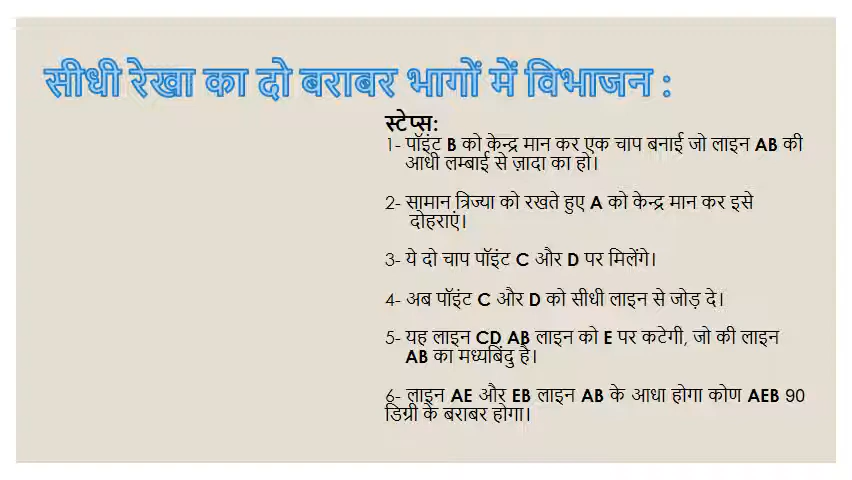 सीधी रेखा का दो बराबर भागों में विभाजन :
स्टेप्स:
1- पॉइंट B को केन्द्र मान कर एक चाप बनाई जो लाइन AB की
आधी लम्बाई से ज़ादा का हो।
2- सामान त्रिज्या को रखते हुए A को केन्द्र मान कर इसे
दोहराएं।
3- ये दो चाप पॉइंट C और D पर मिलेंगे।
4- अब पॉइंट C और D को सीधी लाइन से जोड़ दे।
5- यह लाइन CD AB लाइन को E पर कटेगी, जो की लाइन
AB का मध्यबिंदु है।
6- लाइन AE और EB लाइन AB के आधा होगा कोण AEB 90
डिग्री के बराबर होगा।